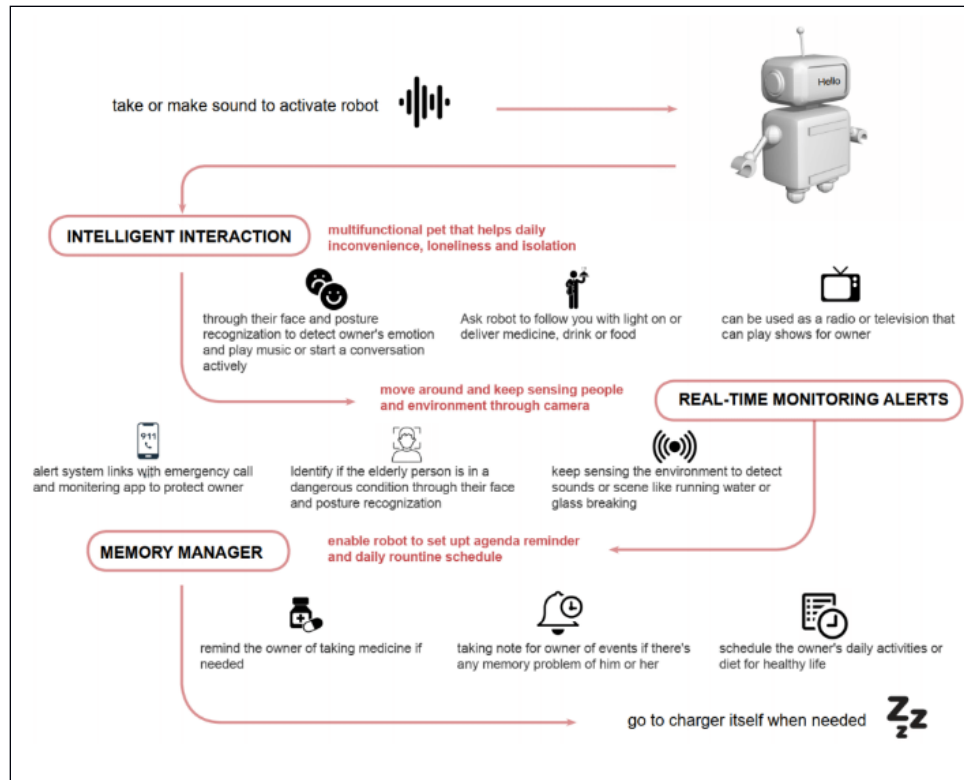 Hello
take or make sound to activate robot
INTELLIGENT INTERACTION
multifunctional pet that helps daily
inconvenience, loneliness and isolation
through their face and posture
recognization to detect owner's emotion
and play music or start a conversation
actively
Ask robot to follow you with light on or
deliver medicine, drink or food
can be used as a radio or television that
can play shows for owner
move around and keep sensing people
and environment through camera
REAL-TIME MONITORING ALERTS
911
alert system links with emergency call
and monitering app to protect owner
Identify if the elderly person is in a
dangerous condition through their face
and posture recognization
keep sensing the environment to detect
sounds or scene like running water or
glass breaking
MEMORY MANAGER
enable robot to set upt agenda reminder
and daily rountine schedule
remind the owner of taking medicine if
needed
taking note for owner of events if there's
any memory problem of him or her
schedule the owner's daily activities or
diet for healthy life
go to charger itself when needed
Zzz